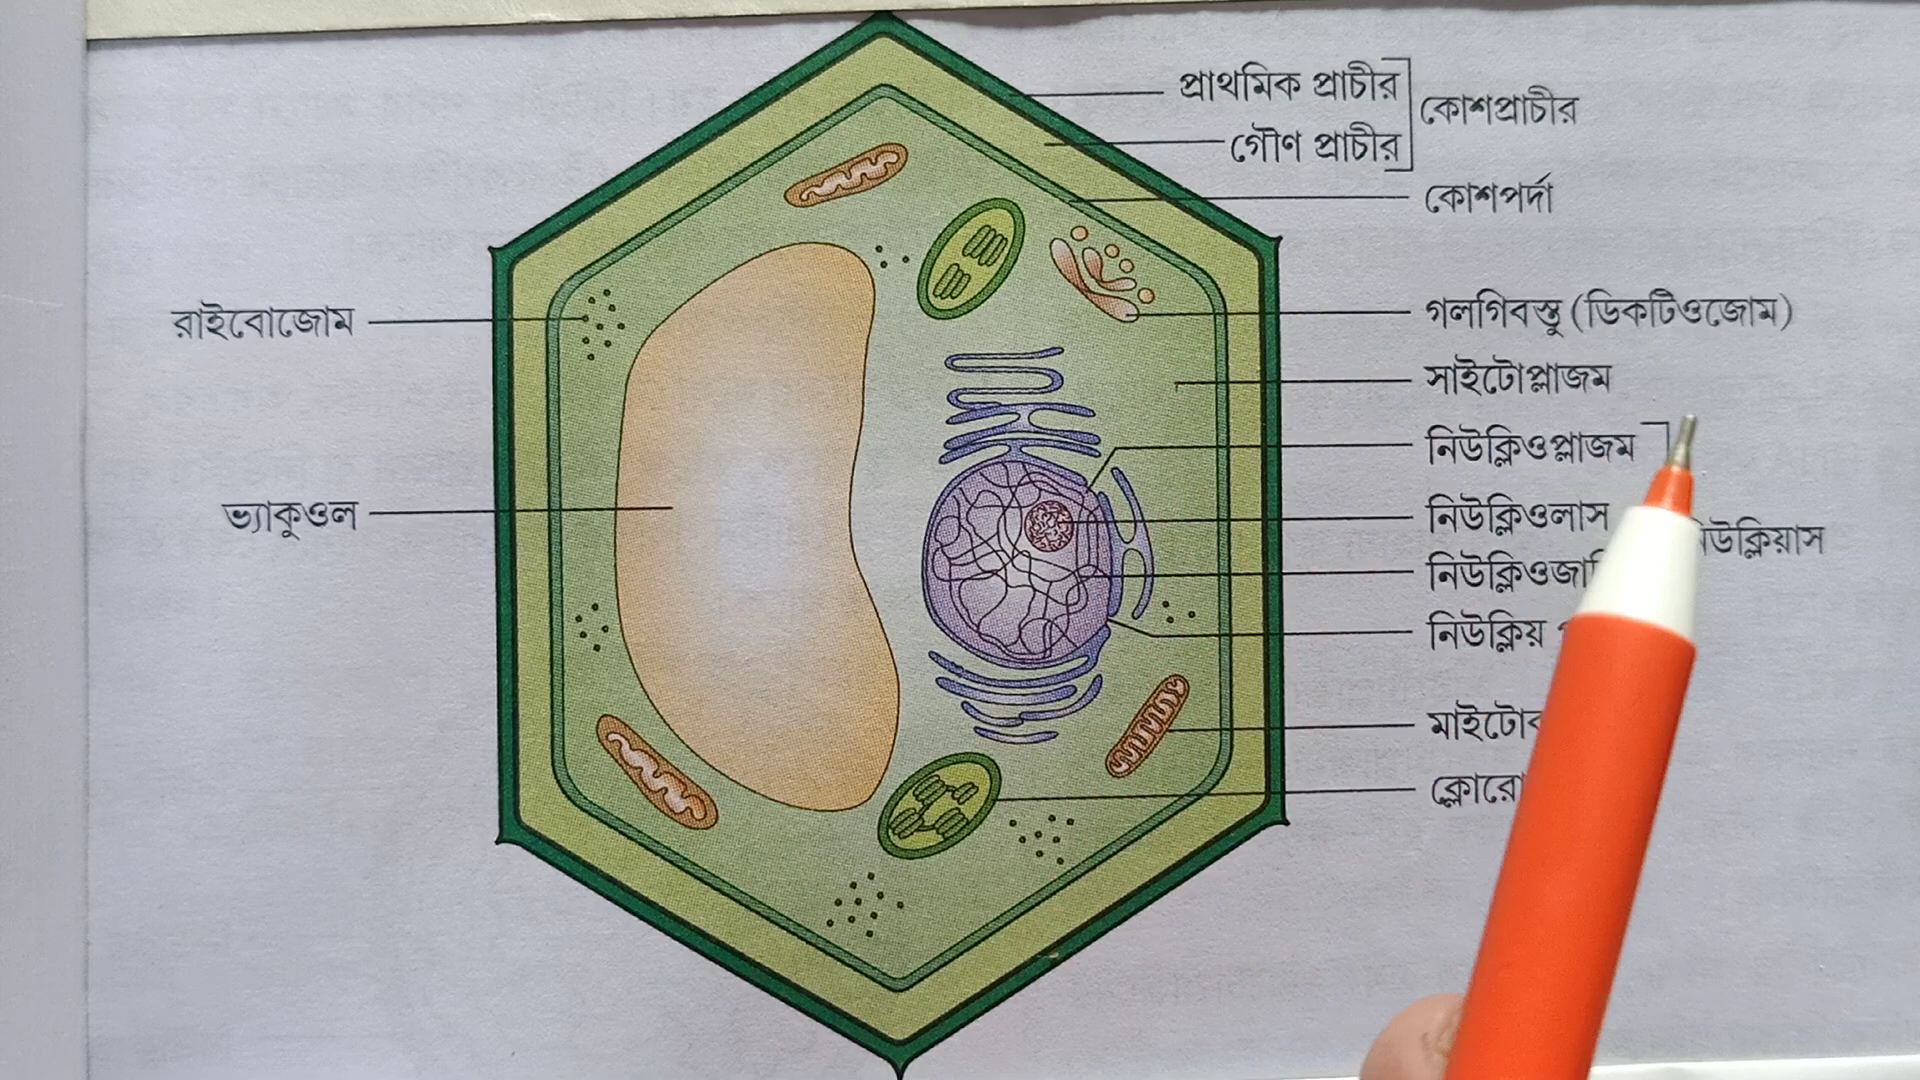 প্রাথমিক প্রাচীর
কোশপ্রাচীর
গৌণ প্রাচীর
কোশপর্দা
রাইবোজোম
গলগিবস্তু (ডিকটিওজোম)
সাইটোপ্লাজম
নিউক্লিওপ্লাজম
ভ্যাকুওল
নিউক্লিওলাস
নিউক্লিয়